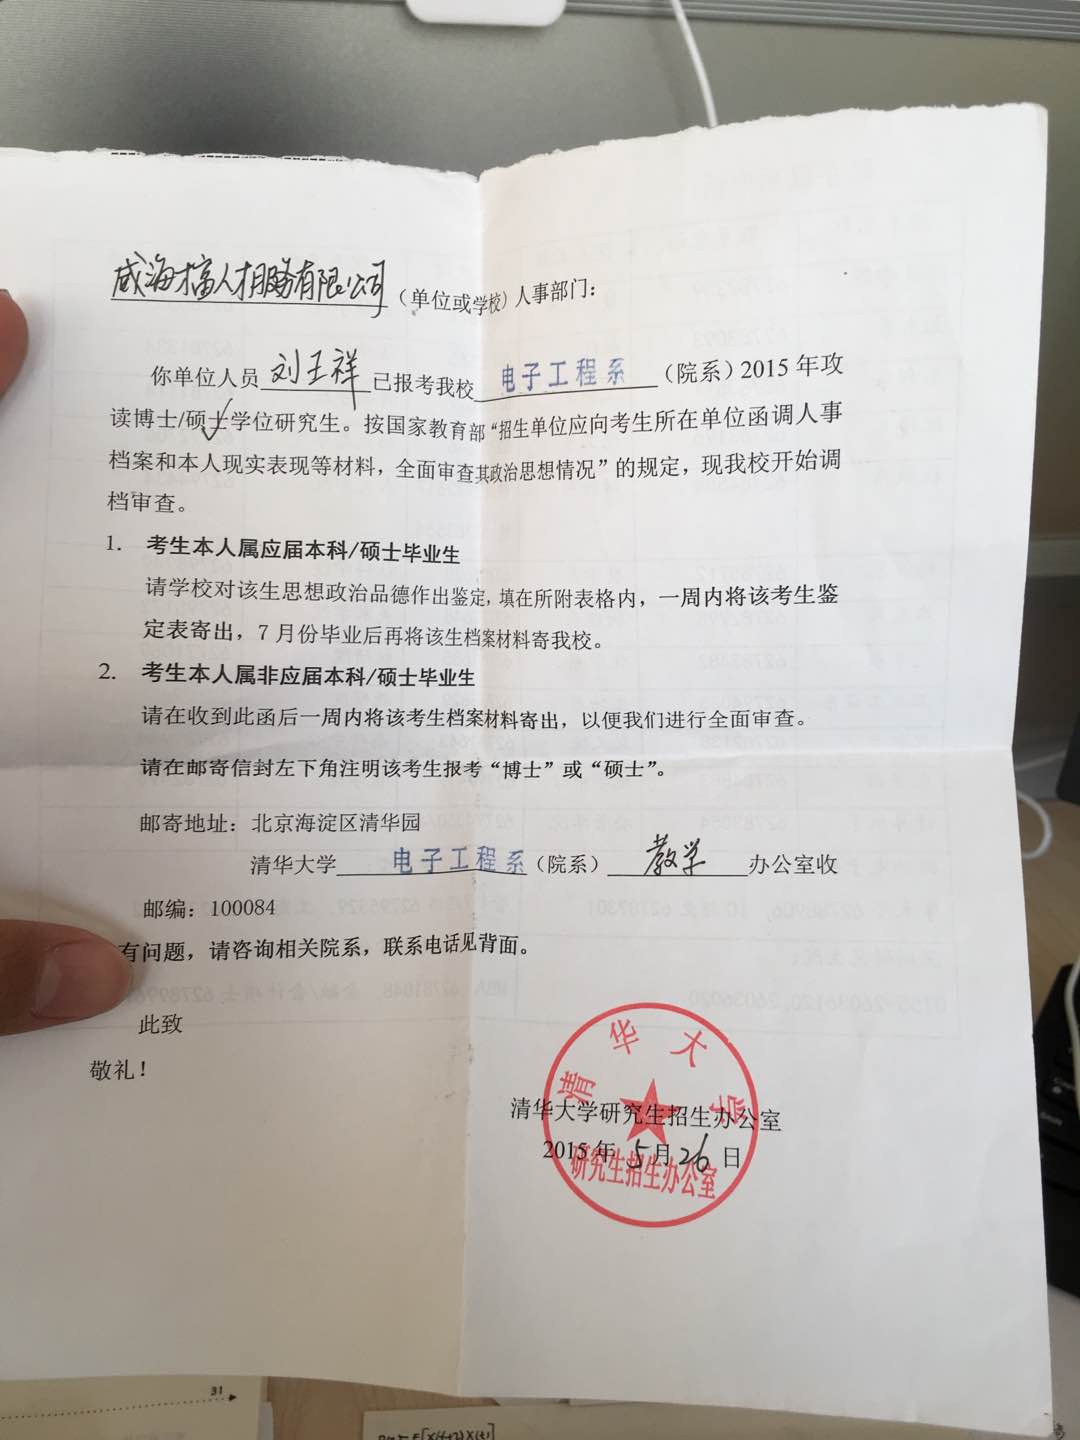 威海才富人才服务有限公司（单位或学校）人事部门：
你单位人员 刘王祥 已报考我校 电子工程系 （院系）2015年攻
读博士/硕士学位研究生。按国家教育部“招生单位应向考生所在单位函调人事
档案和本人现实表现等材料，全面审查其政治思想情况”的规定，现我校开始调
档审查。
1. 考生本人属应届本科/硕士毕业生
请学校对该生思想政治品德作出鉴定，填在所附表格内，一周内将该考生鉴
定表寄出，7月份毕业后再将该生档案材料寄我校。
2. 考生本人属非应届本科/硕士毕业生
请在收到此函后一周内将该考生档案材料寄出，以便我们进行全面审查。
请在邮寄信封左下角注明该考生报考“博士”或“硕士”。
邮寄地址：北京海淀区清华园
清华大学 电子工程系（院系） 教学 办公室收
邮编：100084
有问题，请咨询相关院系，联系电话见背面。
此致
敬礼！
清华大学
清华大学研究生招生办公室
2015年5月26日
研究生招生办公室
31